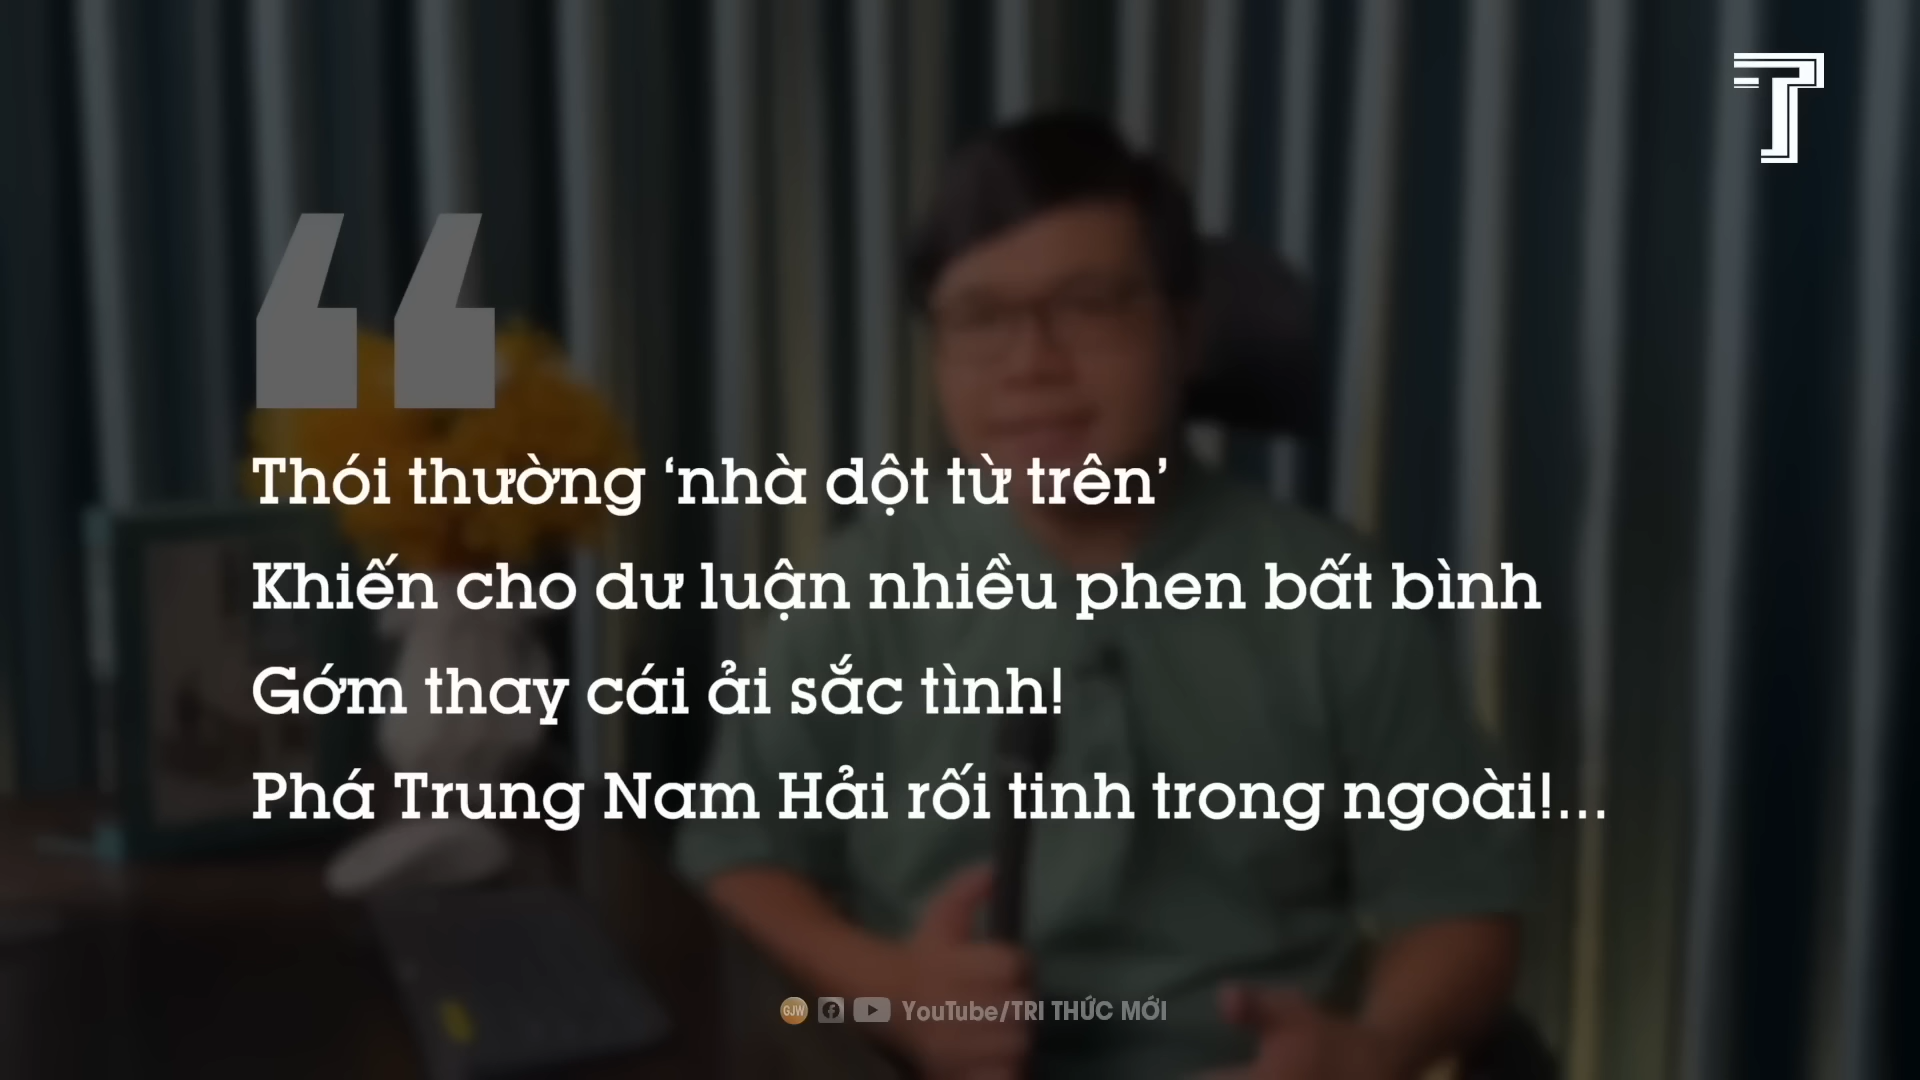 Thói thường ‘nhà dột từ trên’
Khiến cho dư luận nhiều phen bất bình
Gớm thay cái ải sắc tình!
Phá Trung Nam Hải rối tinh trong ngoài!...
GJW YouTube/TRI THỨC MỚI